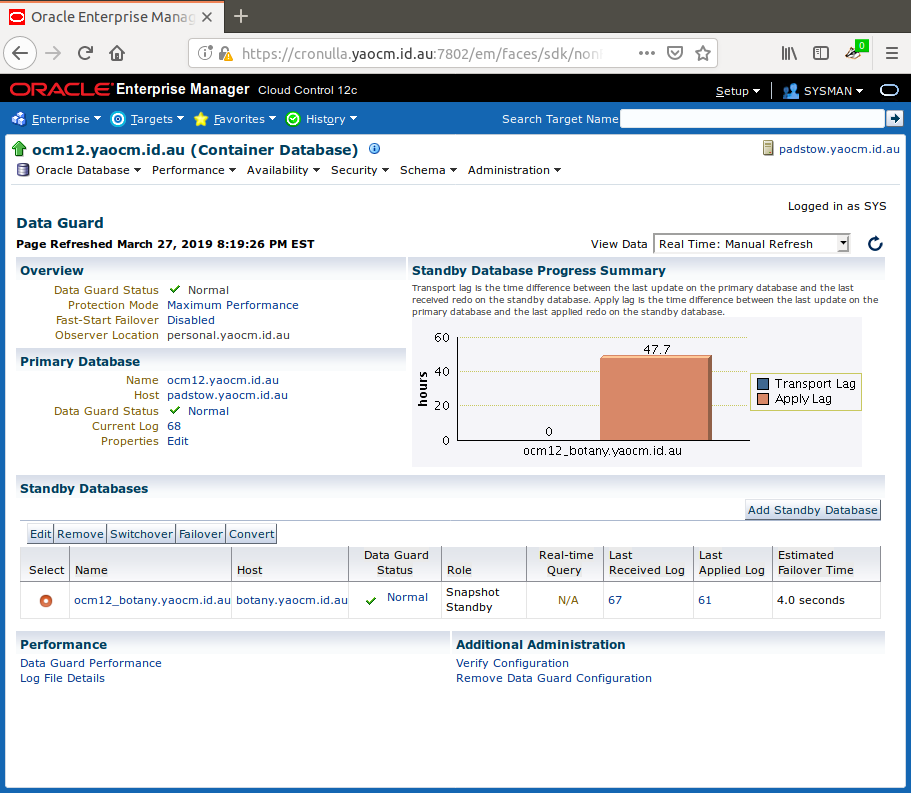 Oracle Enterprise Manag
https://cronulla.yaocm.id.au:7802/em/faces/sdk/non
0
ORACLE Enterprise Manager Cloud Control 12c
Setup SYSMAN
Enterprise Targets Favorites History Search Target Name
ocm12.yaocm.id.au (Container Database) padstow.yaocm.id.au
Oracle Database Performance Availability Security Schema Administration
Logged in as SYS
Data Guard
Page Refreshed March 27, 2019 8:19:26 PM EST
View Data Real Time: Manual Refresh
Overview
Data Guard Status Normal
Protection Mode Maximum Performance
Fast-Start Failover Disabled
Observer Location personal.yaocm.id.au
Primary Database
Name ocm12.yaocm.id.au
Host padstow.yaocm.id.au
Data Guard Status Normal
Current Log 68
Properties Edit
Standby Database Progress Summary
Transport lag is the time difference between the last update on the primary database and the last
received redo on the standby database. Apply lag is the time difference between the last update on the
primary database and the last applied redo on the standby database.
60
40
20
0
hours
0
47.7
ocm12_botany.yaocm.id.au
Transport Lag
Apply Lag
Standby Databases
Add Standby Database
Edit Remove Switchover Failover Convert
Select Name Host Data Guard Status Role Real-time Query Last Received Log Last Applied Log Estimated Failover Time
ocm12_botany.yaocm.id.au botany.yaocm.id.au Normal Snapshot Standby N/A 67 61 4.0 seconds
Performance
Data Guard Performance
Log File Details
Additional Administration
Verify Configuration
Remove Data Guard Configuration